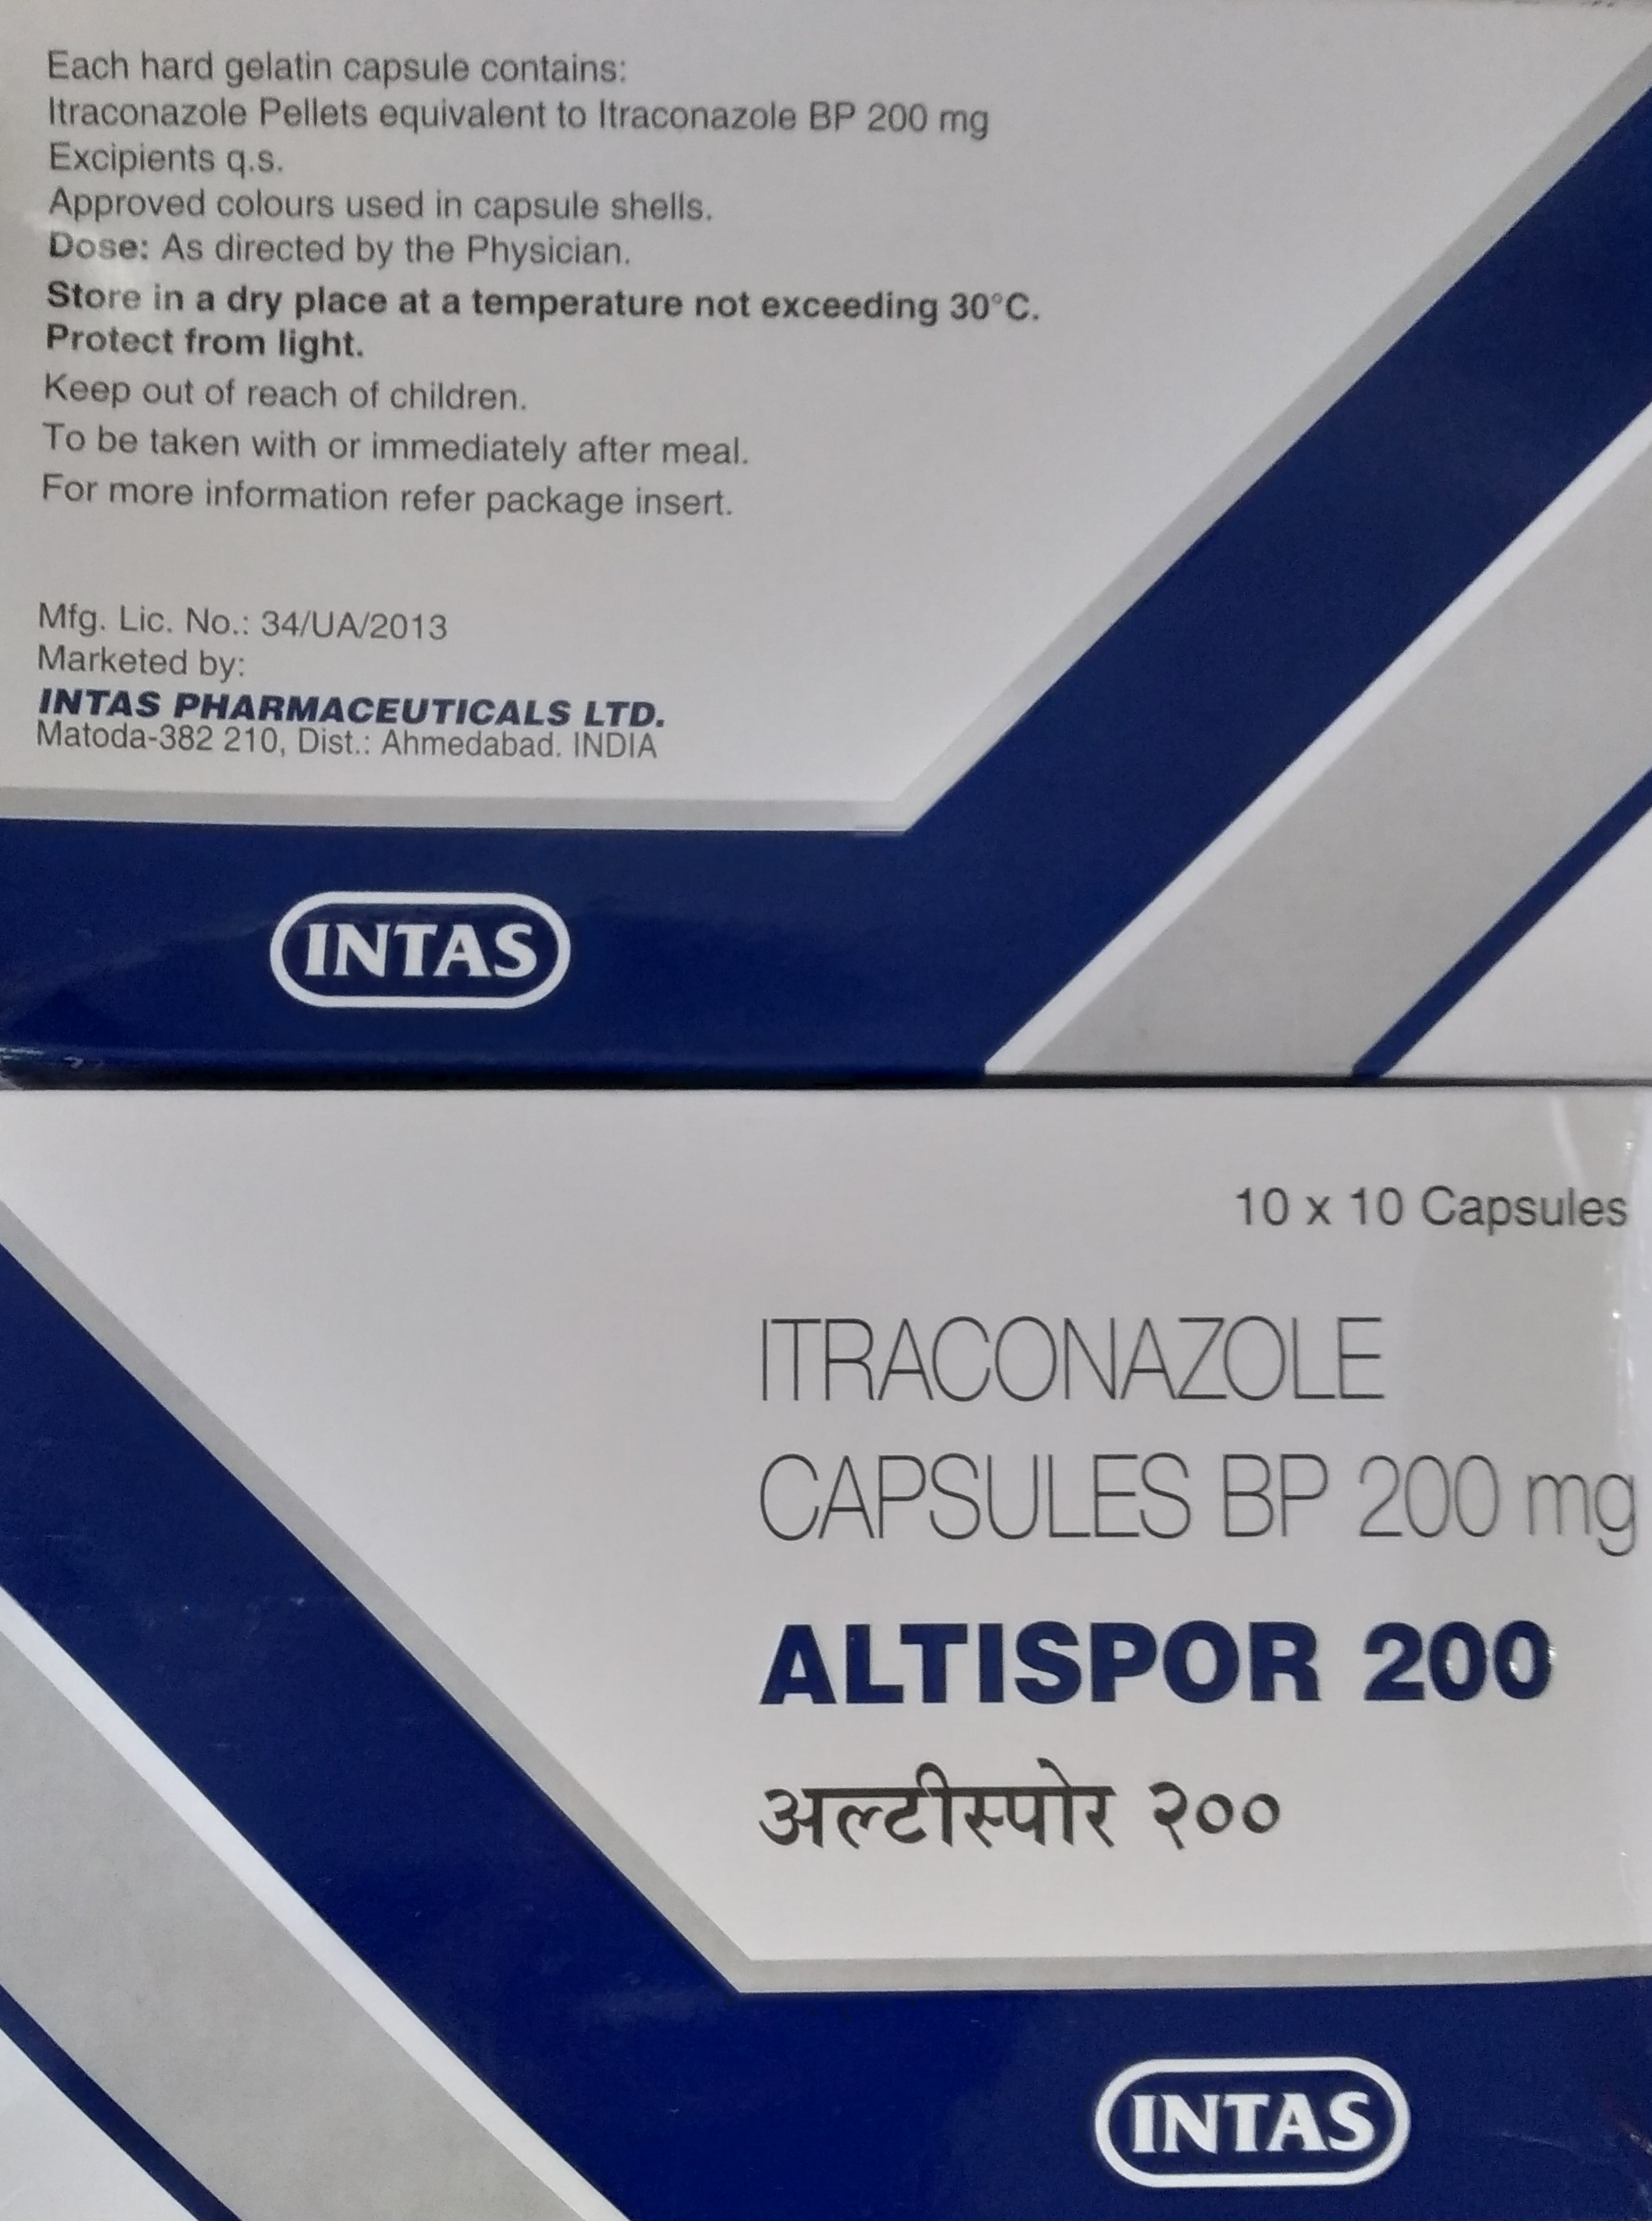 Each hard gelatin capsule contains:
Itraconazole Pellets equivalent to Itraconazole BP 200 mg
Excipients q.s.
Approved colours used in capsule shells.
Dose: As directed by the Physician.
Store in a dry place at a temperature not exceeding 30°C.
Protect from light.
Keep out of reach of children.
To be taken with or immediately after meal.
For more information refer package insert.
Mfg. Lic. No.: 34/UA/2013
Marketed by:
INTAS PHARMACEUTICALS LTD.
Matoda-382 210, Dist.: Ahmedabad. INDIA
INTAS
10 x 10 Capsules
ITRACONAZOLE
CAPSULES BP 200 mg
ALTISPOR 200
अल्टीस्पोर २००
INTAS